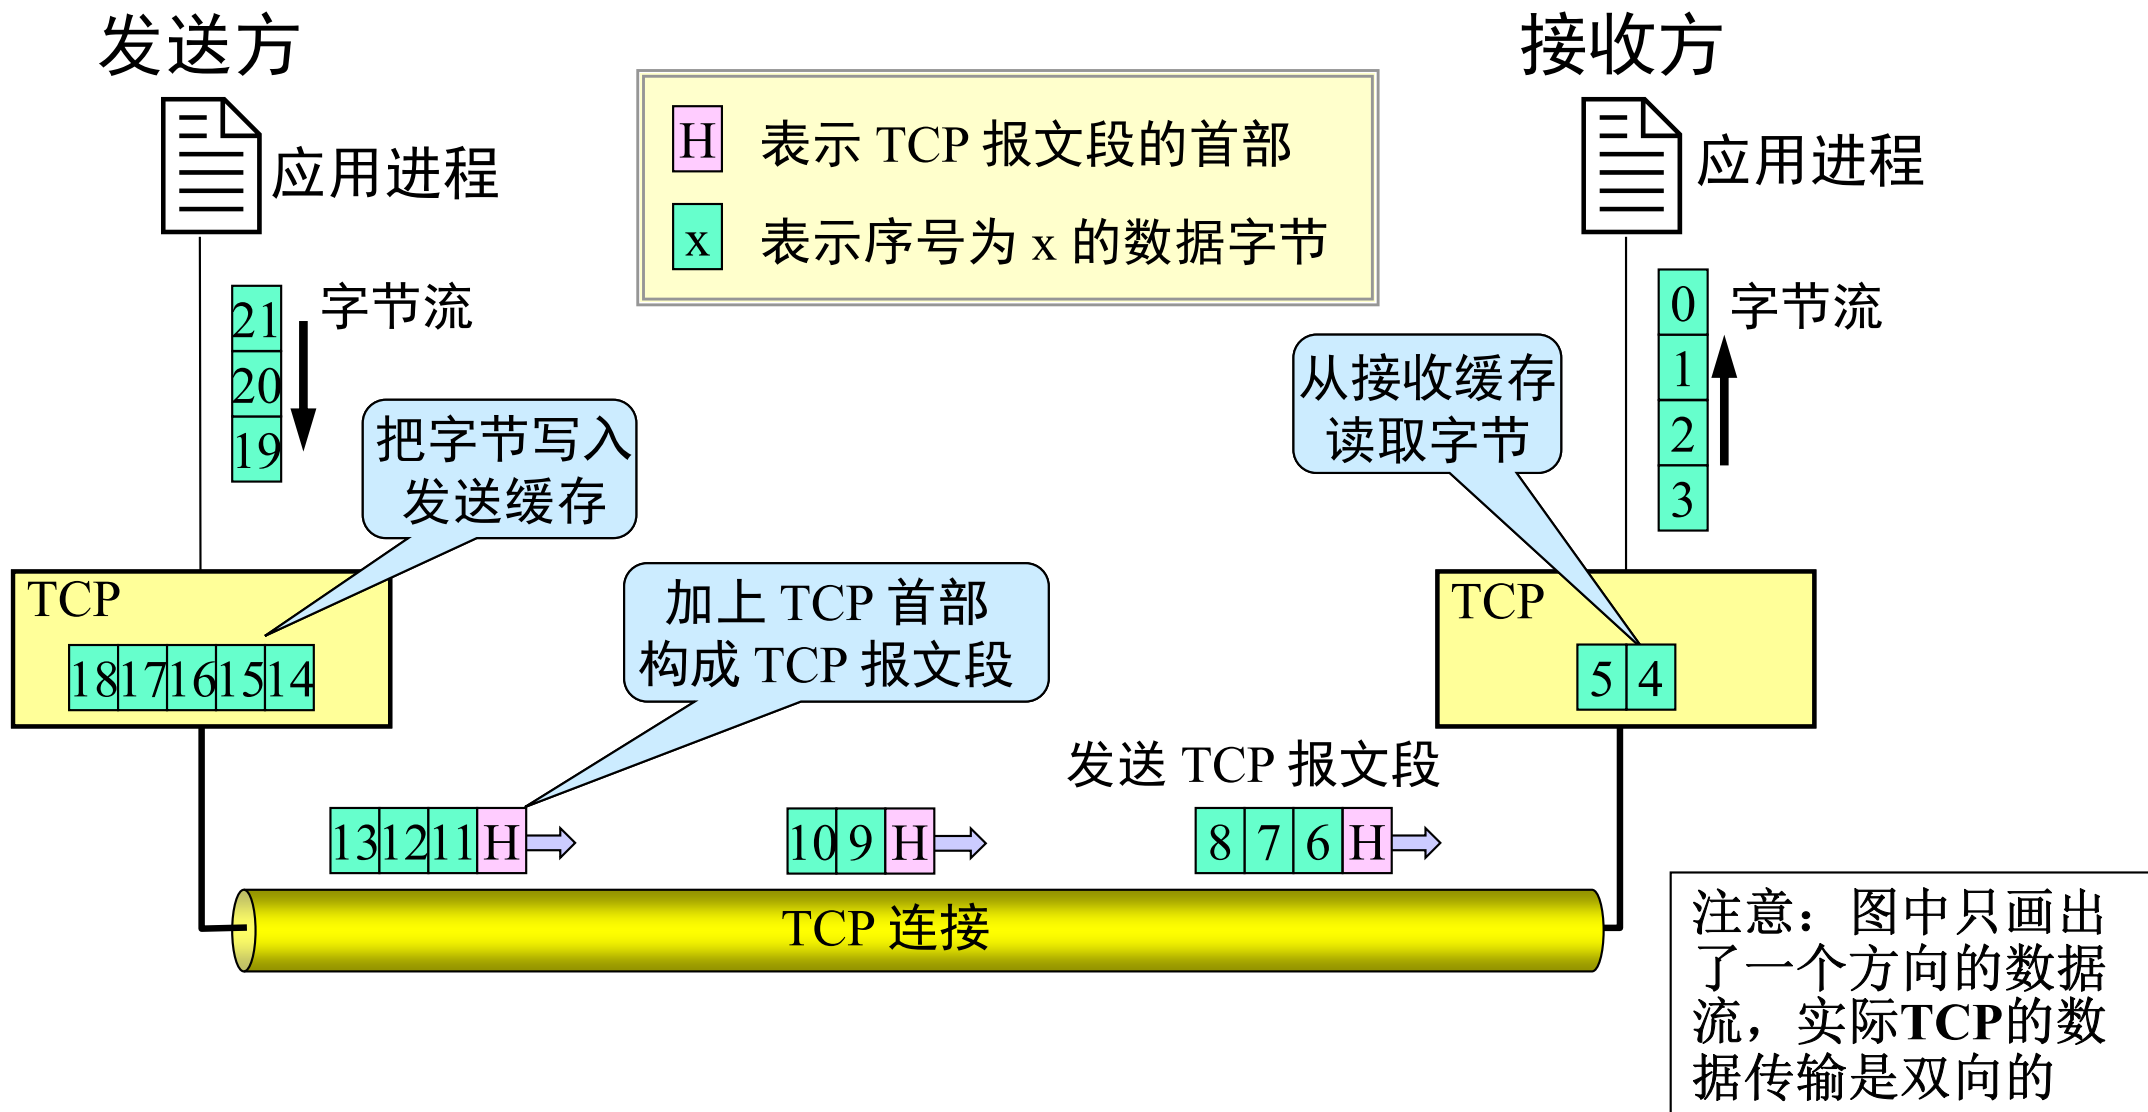 发送方
接收方
应用进程
应用进程
H 表示 TCP 报文段的首部
x 表示序号为 x 的数据字节
字节流
21
20
19
字节流
0
1
2
3
把字节写入
发送缓存
从接收缓存
读取字节
TCP
18 17 16 15 14
加上 TCP 首部
构成 TCP 报文段
TCP
5 4
发送 TCP 报文段
13 12 11 H
10 9 H
8 7 6 H
TCP 连接
注意：图中只画出
了一个方向的数据
流，实际TCP的数
据传输是双向的